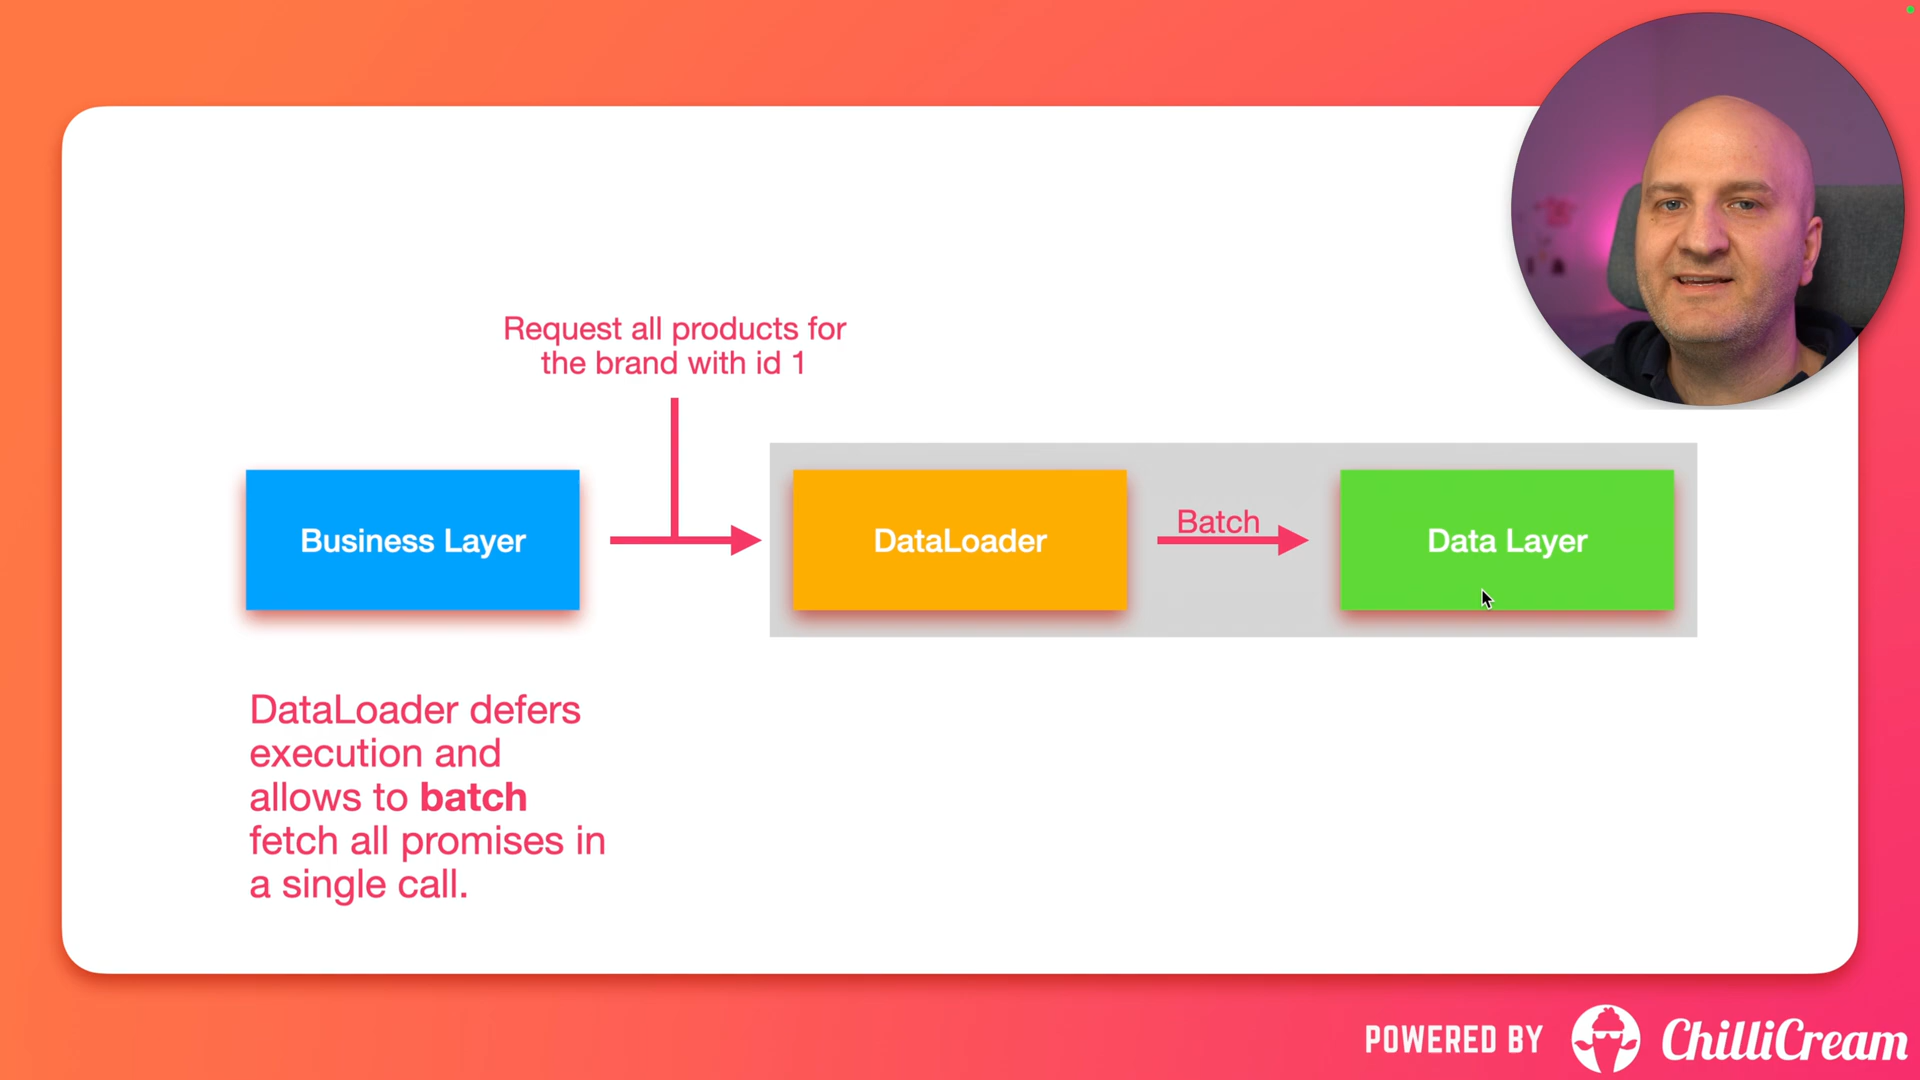 Request all products for
the brand with id 1
Business Layer
DataLoader
Batch
Data Layer
DataLoader defers
execution and
allows to batch
fetch all promises in
a single call.
POWERED BY ChilliCream